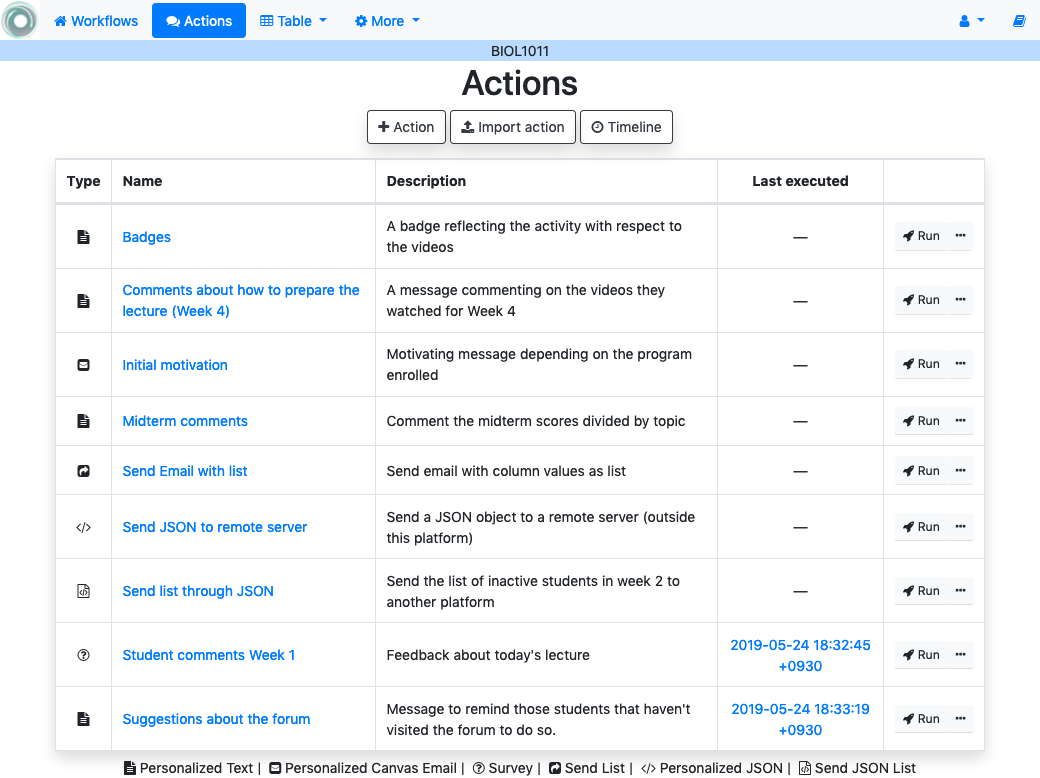 Workflows Actions Table More
BIOL1011
Actions
Action Import action Timeline
Type Name Description Last executed
Badges A badge reflecting the activity with respect to
the videos — Run
Comments about how to prepare the
lecture (Week 4) A message commenting on the videos they
watched for Week 4 — Run
Initial motivation Motivating message depending on the program
enrolled — Run
Midterm comments Comment the midterm scores divided by topic — Run
Send Email with list Send email with column values as list — Run
Send JSON to remote server Send a JSON object to a remote server (outside
this platform) — Run
Send list through JSON Send the list of inactive students in week 2 to
another platform — Run
Student comments Week 1 Feedback about today's lecture 2019-05-24 18:32:45
+0930 Run
Suggestions about the forum Message to remind those students that haven't
visited the forum to do so. 2019-05-24 18:33:19
+0930 Run
Personalized Text | Personalized Canvas Email | Survey | Send List | Personalized JSON | Send JSON List